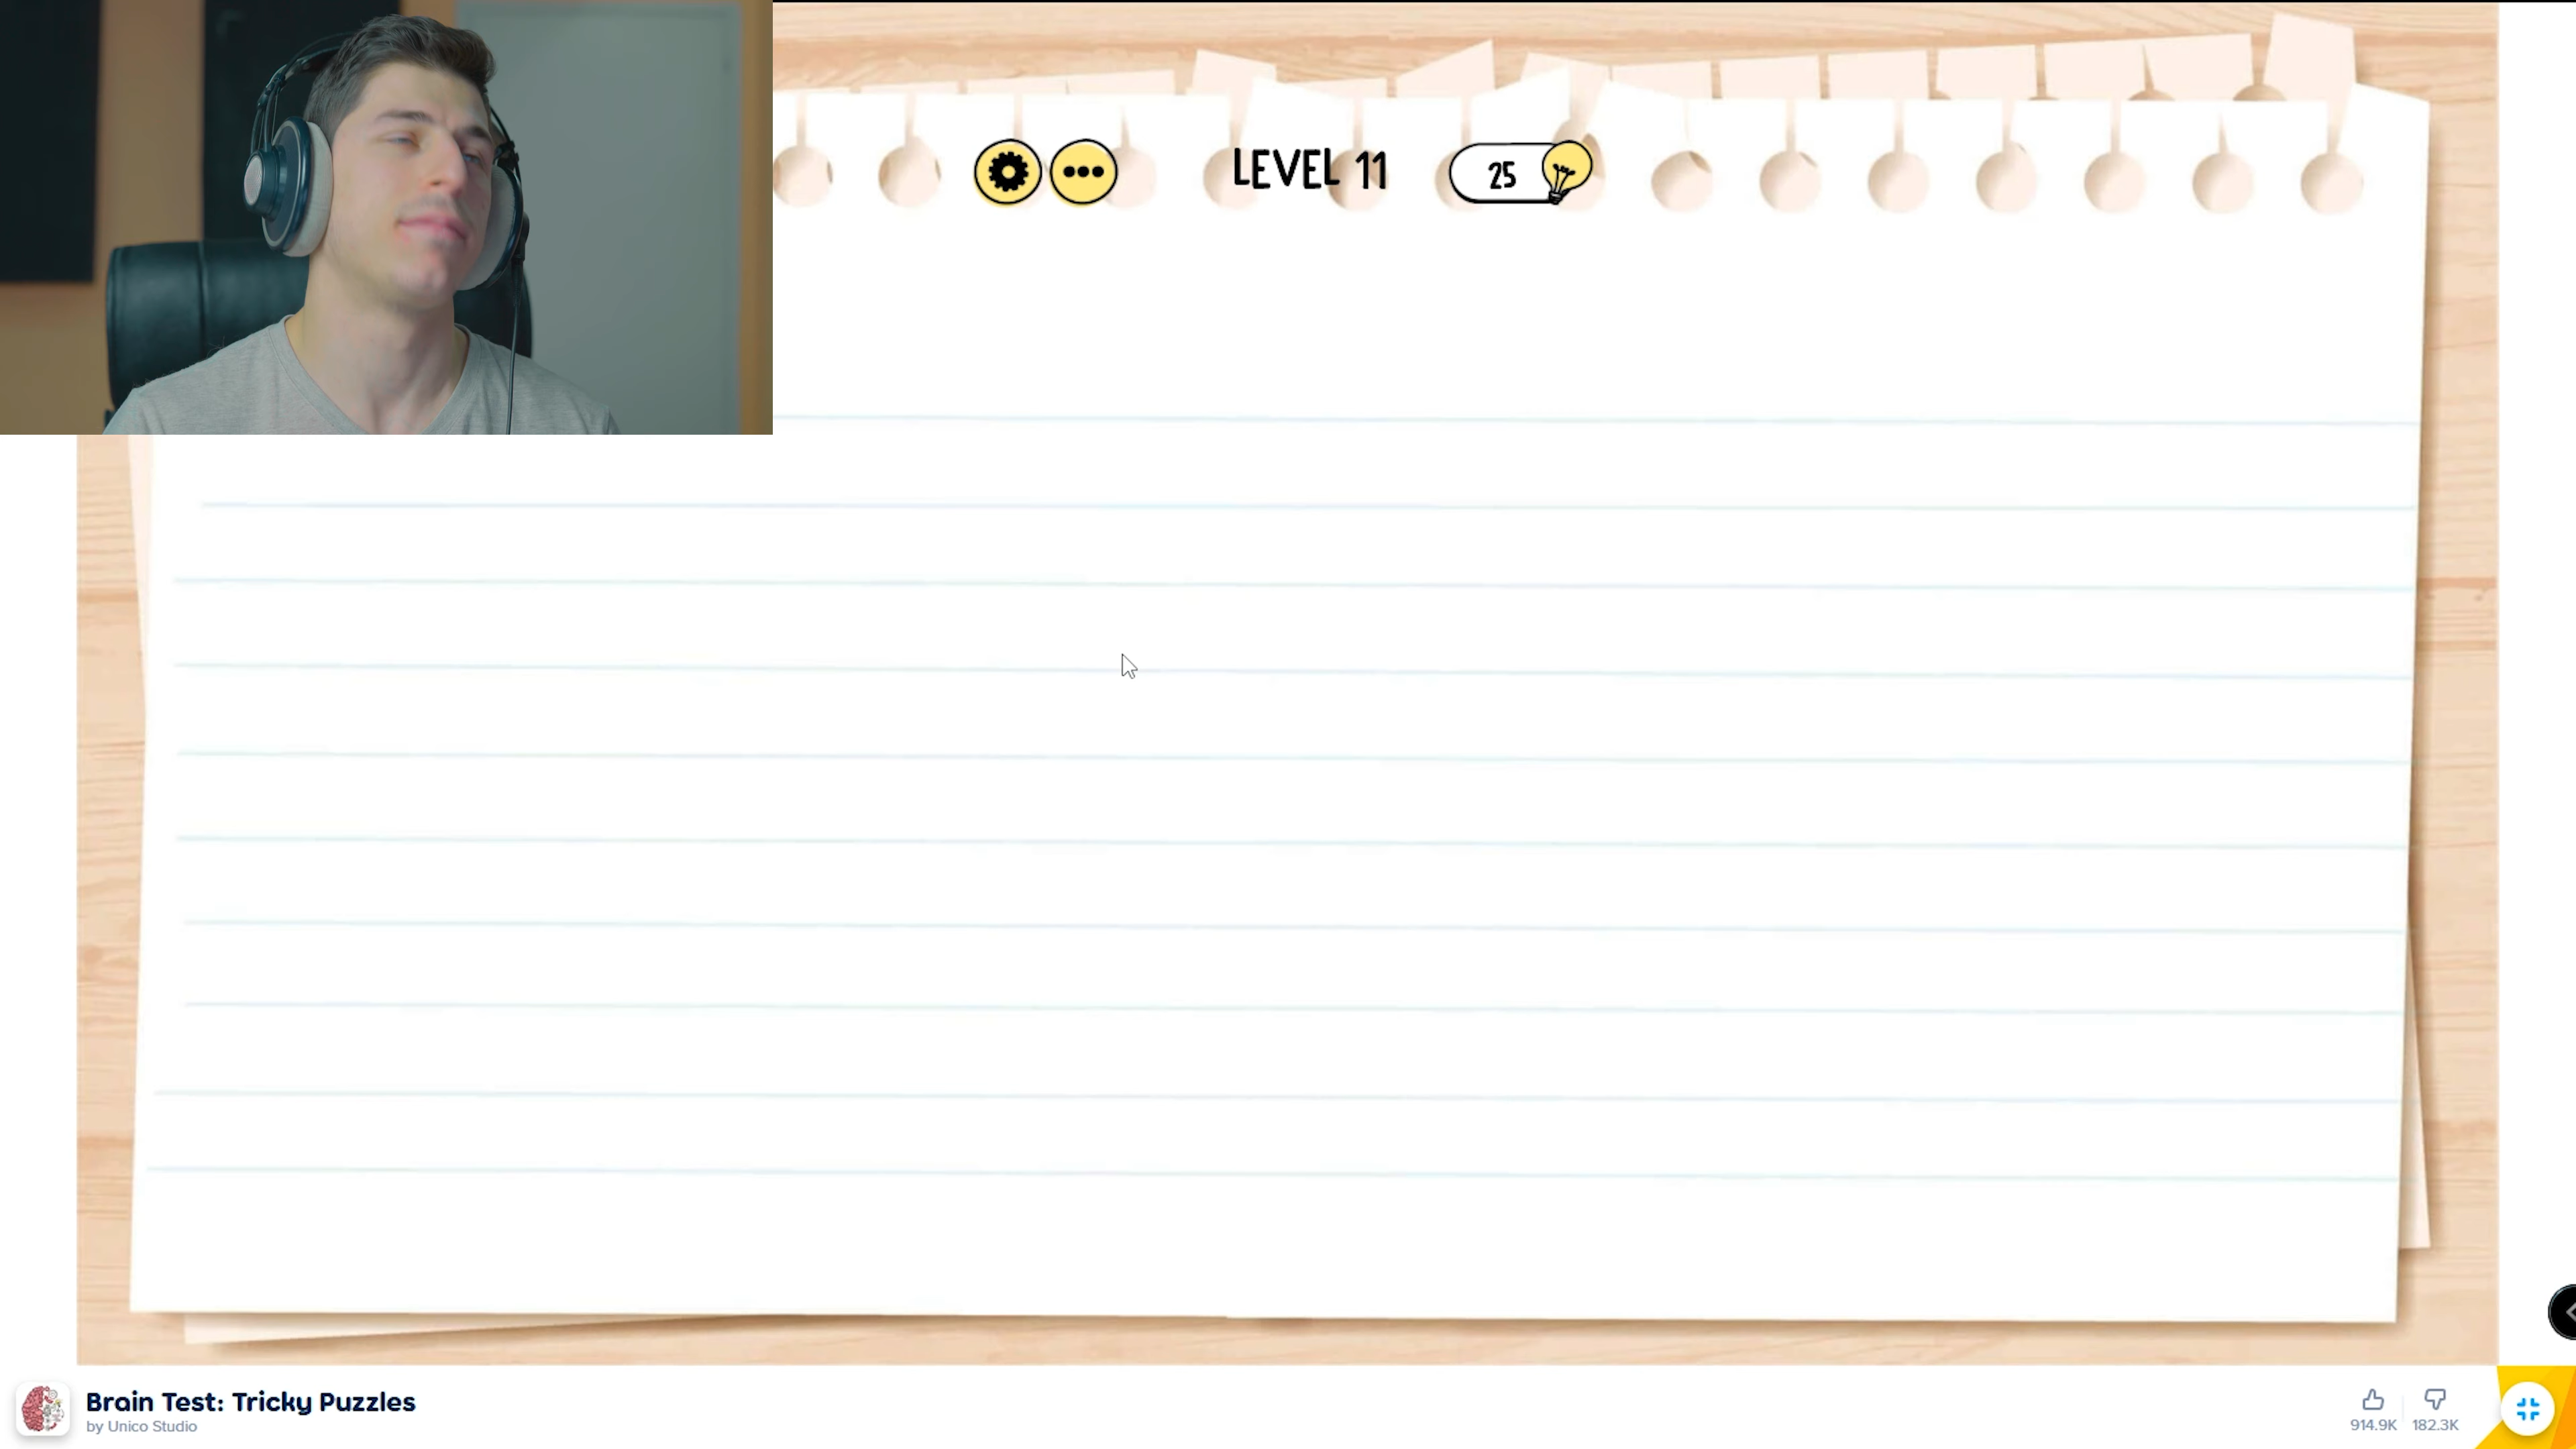 LEVEL 11
25
Brain Test: Tricky Puzzles
by Unico Studio
914.9K
182.3K